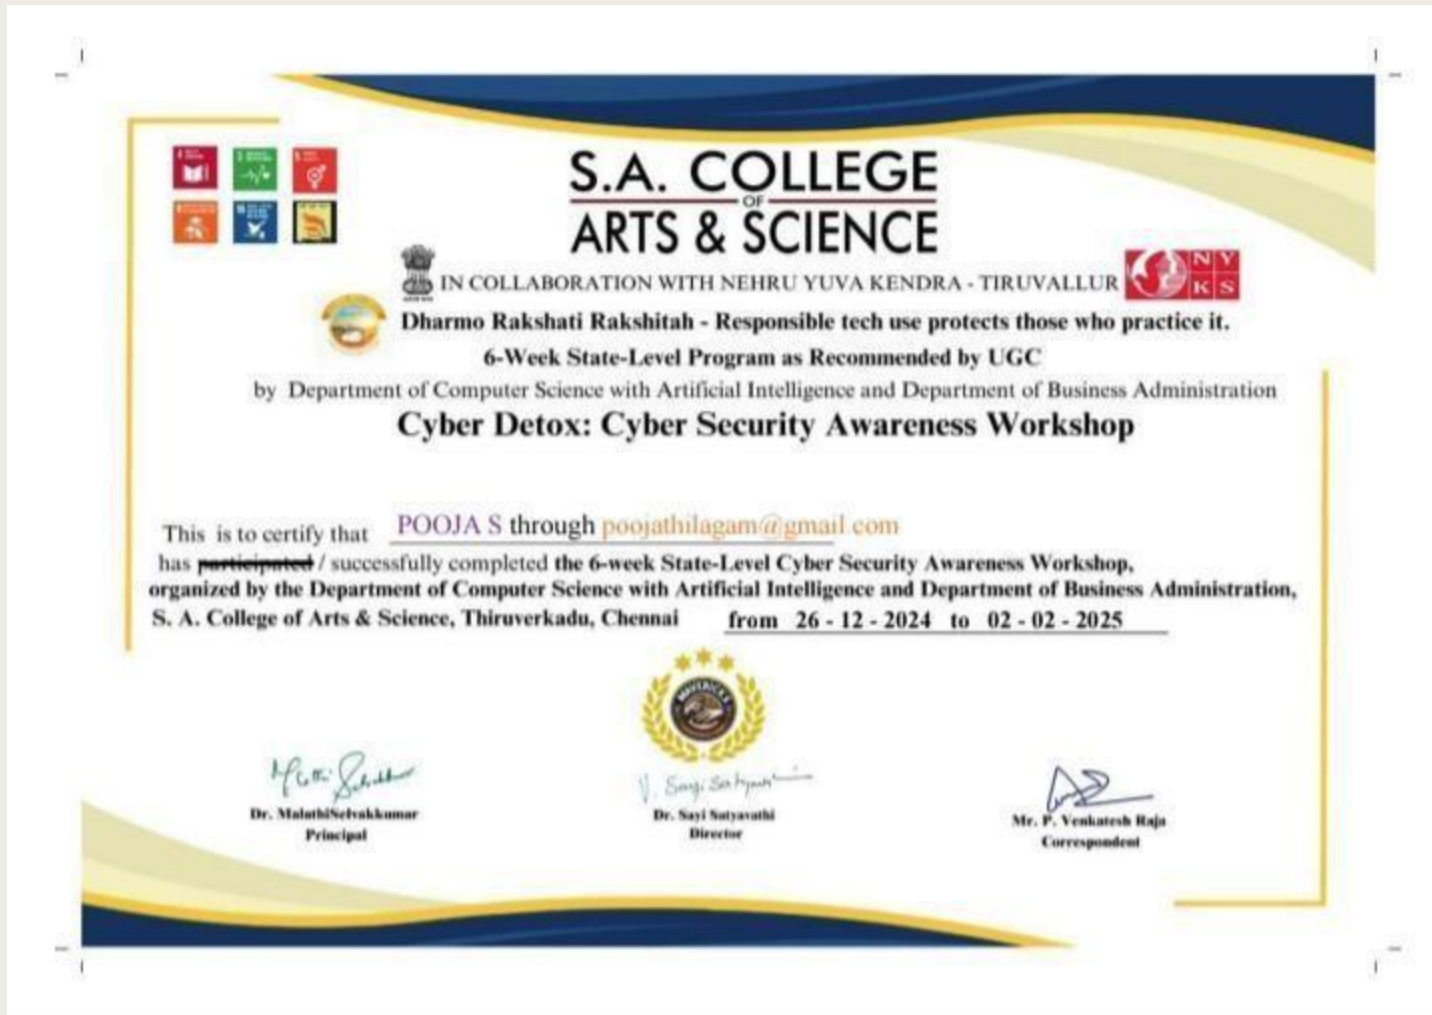 S.A. COLLEGE
OF
ARTS & SCIENCE
IN COLLABORATION WITH NEHRU YUVA KENDRA - TIRUVALLUR
N Y
K S
Dharmo Rakshati Rakshitah - Responsible tech use protects those who practice it.
6-Week State-Level Program as Recommended by UGC
by Department of Computer Science with Artificial Intelligence and Department of Business Administration
Cyber Detox: Cyber Security Awareness Workshop
This is to certify that POOJA S through poojathilagam@gmail.com
has participated / successfully completed the 6-week State-Level Cyber Security Awareness Workshop,
organized by the Department of Computer Science with Artificial Intelligence and Department of Business Administration,
S. A. College of Arts & Science, Thiruverkadu, Chennai from 26 - 12 - 2024 to 02 - 02 - 2025
MAVERICKS
Dr. MalathiSelvakkumar
Principal
Dr. Sayi Satyavathi
Director
Mr. P. Venkatesh Raja
Correspondent